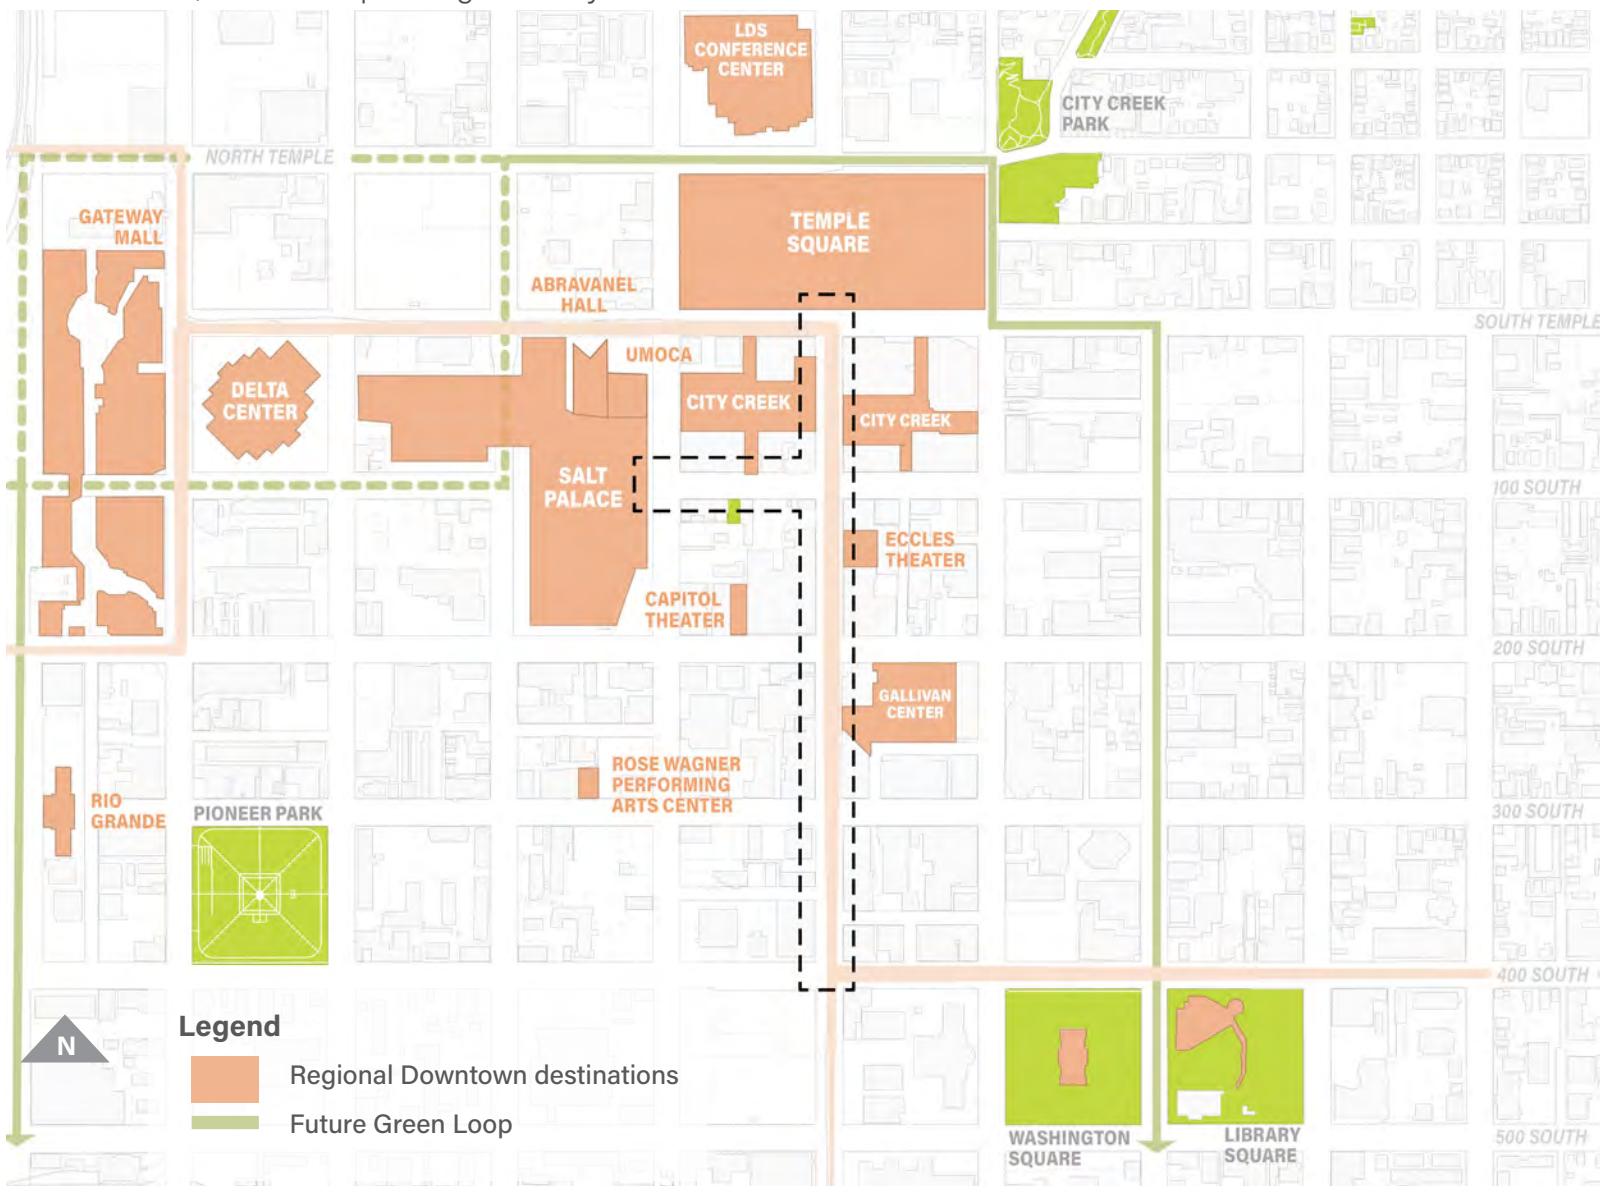 LDS
CONFERENCE
CENTER
CITY CREEK
PARK
NORTH TEMPLE
GATEWAY
MALL
TEMPLE
SQUARE
ABRAVANEL
HALL
SOUTH TEMPLE
UMOCA
DELTA
CENTER
CITY CREEK
CITY CREEK
SALT
PALACE
100 SOUTH
ECCLES
THEATER
CAPITOL
THEATER
200 SOUTH
GALLIVAN
CENTER
ROSE WAGNER
PERFORMING
ARTS CENTER
RIO
GRANDE
PIONEER PARK
300 SOUTH
400 SOUTH
N
Legend
Regional Downtown destinations
Future Green Loop
WASHINGTON
SQUARE
LIBRARY
SQUARE
500 SOUTH